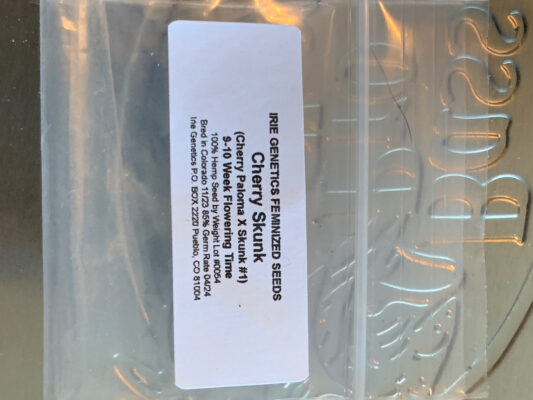 IRIE GENETICS FEMINIZED SEEDS
Cherry Skunk
(Cherry Paloma X Skunk #1)
9-10 Week Flowering Time
100% Hemp Seed by Weight Lot #0054
Bred in Colorado 11/23 85% Germ Rate 04/24
Irie Genetics P.O. BOX 2220 Pueblo, CO 81004